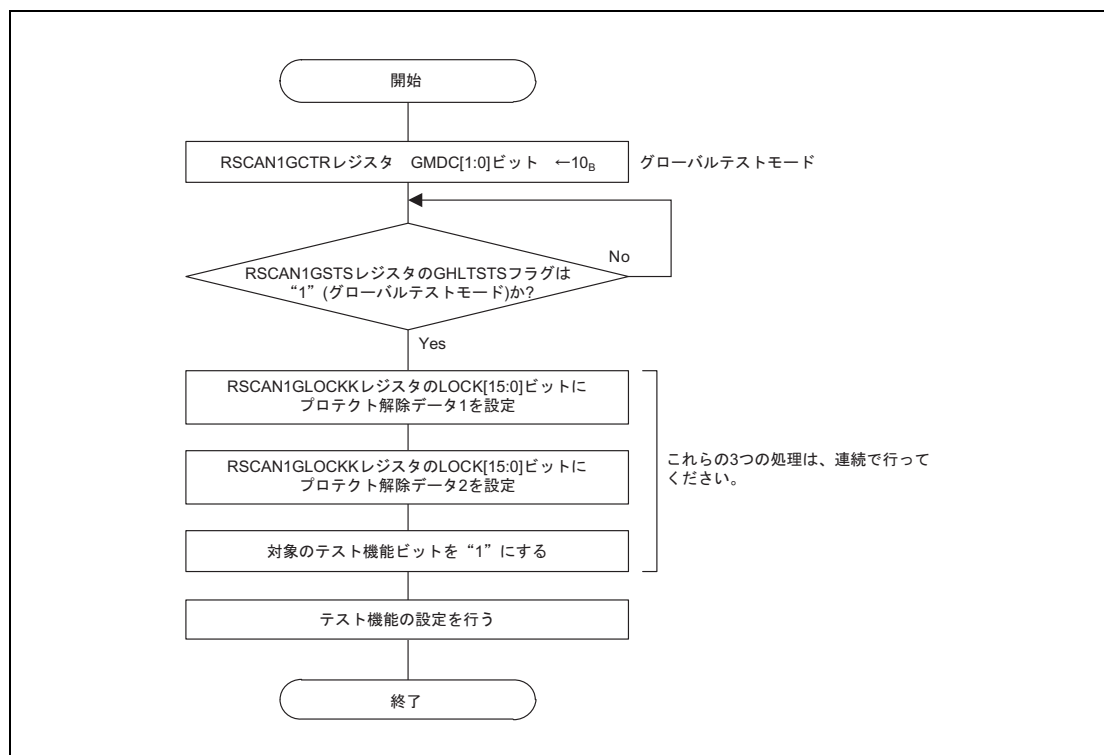 開始
RSCAN1GCTRレジスタ　GMDC[1:0]ビット　←10B
グローバルテストモード
No
RSCAN1GSTSレジスタのGHLTSTSフラグは
“1”(グローバルテストモード)か?
Yes
RSCAN1GLOCKKレジスタのLOCK[15:0]ビットに
プロテクト解除データ1を設定
RSCAN1GLOCKKレジスタのLOCK[15:0]ビットに
プロテクト解除データ2を設定
これらの3つの処理は、連続で行って
ください。
対象のテスト機能ビットを“1”にする
テスト機能の設定を行う
終了